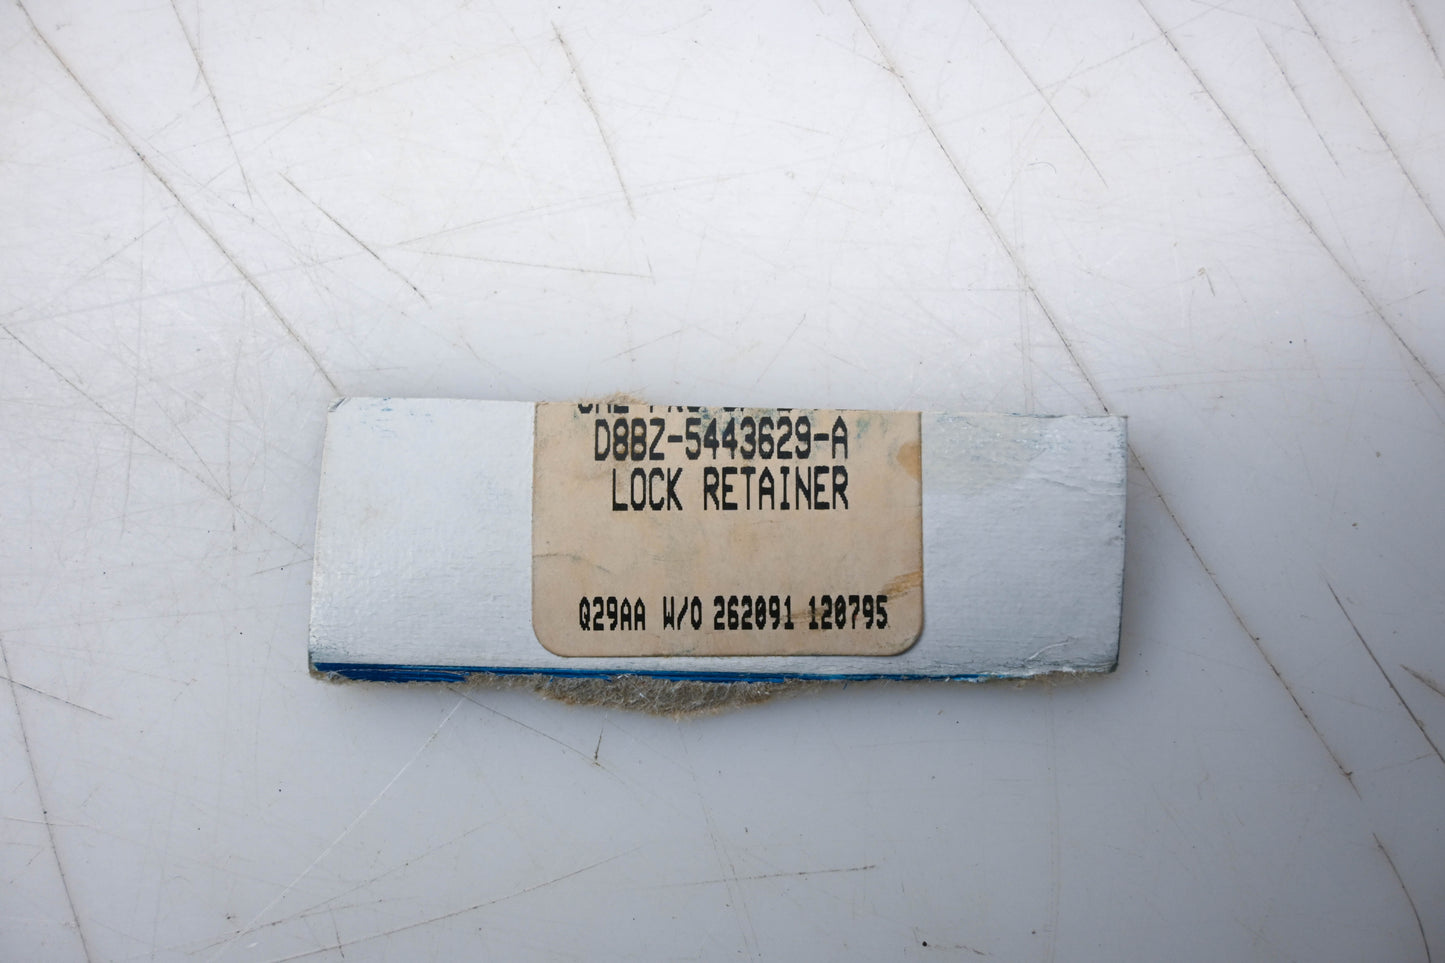 D8BZ-5443629-A
LOCK RETAINER
Q29AA W/O 262091 120795